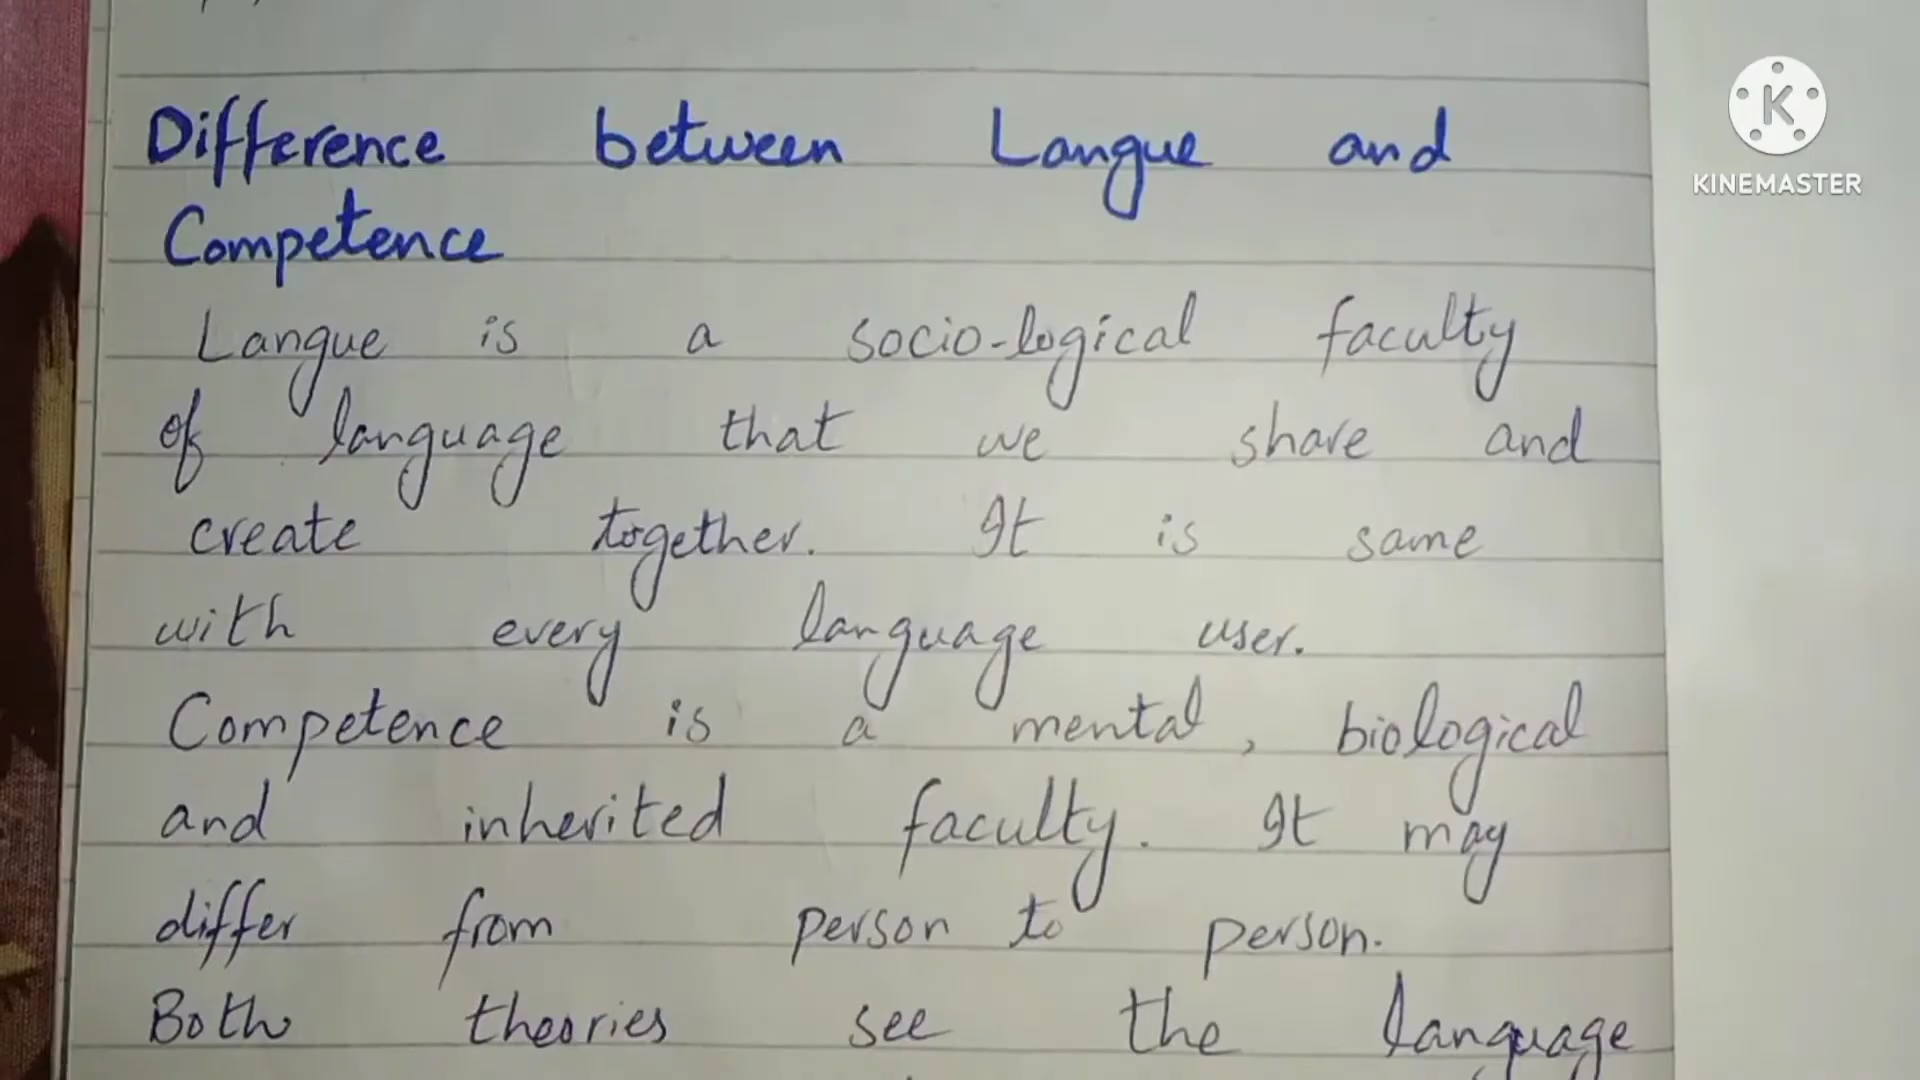 Difference between Langue and
Competence
Langue is a socio-logical faculty
of language that we share and
create together. It is same
with every language user.
Competence is a mental, biological
and inherited faculty. It may
differ from person to person.
Both theories see the language
K
KINEMASTER